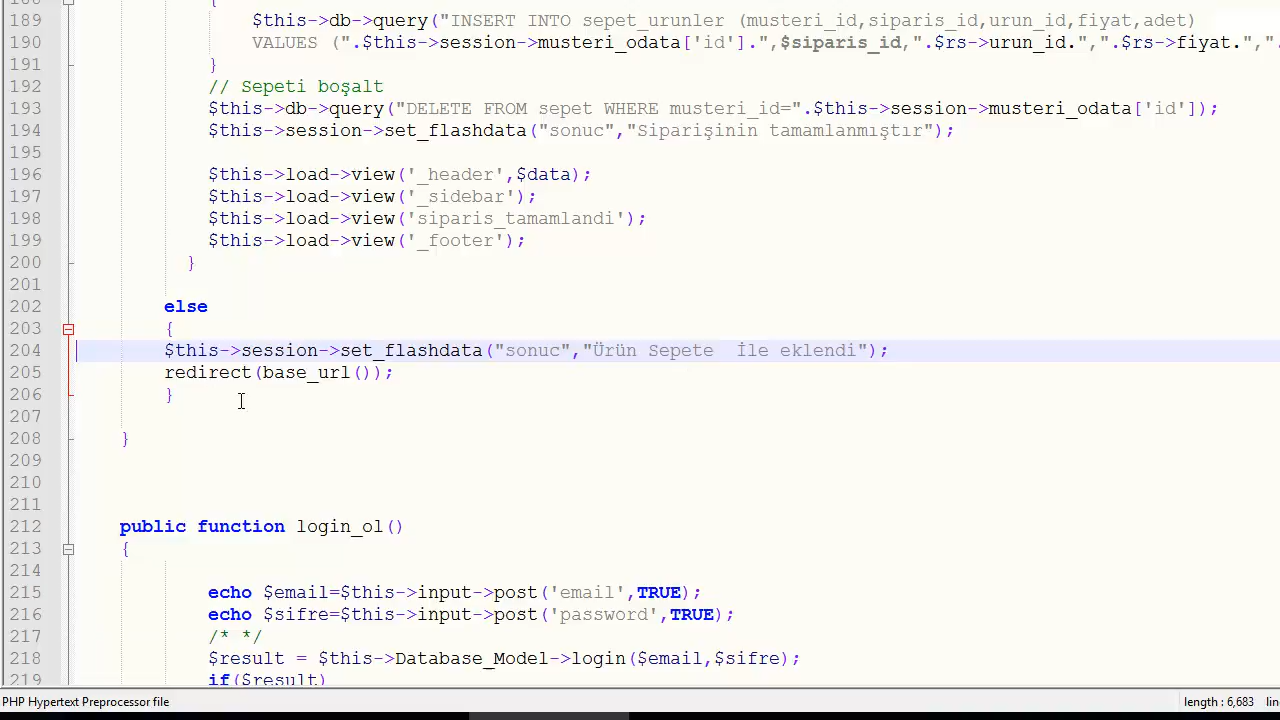 188 {
189 $this->db->query("INSERT INTO sepet_urunler (musteri_id,siparis_id,urun_id,fiyat,adet)
190 VALUES (".$this->session->musteri_odata['id'].",$siparis_id,".$rs->urun_id.",".$rs->fiyat.",".
191 }
192 // Sepeti boşalt
193 $this->db->query("DELETE FROM sepet WHERE musteri_id=".$this->session->musteri_odata['id']);
194 $this->session->set_flashdata("sonuc","Siparişinin tamamlanmıştır");
195
196 $this->load->view('_header',$data);
197 $this->load->view('_sidebar');
198 $this->load->view('siparis_tamamlandi');
199 $this->load->view('_footer');
200 }
201
202 else
203 {
204 $this->session->set_flashdata("sonuc","Ürün Sepete  İle eklendi");
205 redirect(base_url());
206 }
207
208 }
209
210
211
212 public function login_ol()
213 {
214
215 echo $email=$this->input->post('email',TRUE);
216 echo $sifre=$this->input->post('password',TRUE);
217 /* */
218 $result = $this->Database_Model->login($email,$sifre);
219 if($result)
PHP Hypertext Preprocessor file
length : 6,683 lin